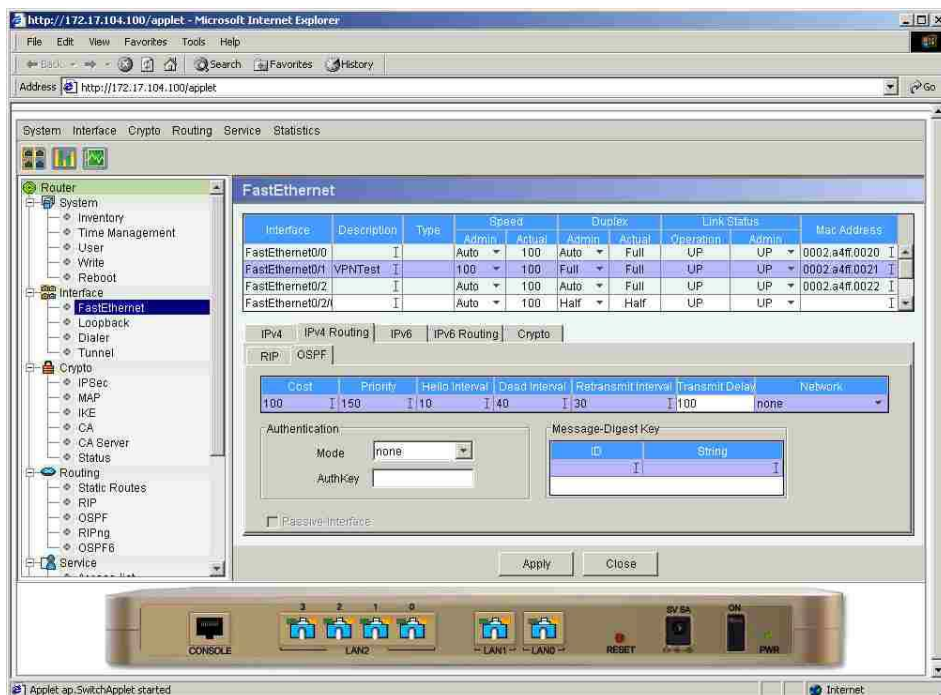 http://172.17.104.100/applet - Microsoft Internet Explorer
File Edit View Favorites Tools Help
Back Search Favorites History
Address http://172.17.104.100/applet Go
System Interface Crypto Routing Service Statistics
Router
System
Inventory
Time Management
User
Write
Reboot
Interface
FastEthernet
Loopback
Dialer
Tunnel
Crypto
IPSec
MAP
IKE
CA
CA Server
Status
Routing
Static Routes
RIP
OSPF
RIPng
OSPF6
Service
FastEthernet
Interface Description Type Speed Duplex Link Status Mac Address
Admin Actual Admin Actual Operation Admin
FastEthernet0/0 Auto 100 Auto Full UP UP 0002.a4ff.0020
FastEthernet0/1 VPNTest 100 100 Full Full UP UP 0002.a4ff.0021
FastEthernet0/2 Auto 100 Auto Full UP UP 0002.a4ff.0022
Auto 100 Half Half UP UP
IPv4 IPv4 Routing IPv6 IPv6 Routing Crypto
RIP OSPF
Cost Priority Hello Interval Dead Interval Retransmit Interval Transmit Delay Network
100 150 10 40 30 100 none
Authentication
Mode none
AuthKey
Message-Digest Key
ID String
Passive-Interface
Apply Close
CONSOLE
3 2 1 0
LAN2
LAN1 LAN0
RESET
5V 5A
ON
PWR
Applet ap.SwitchApplet started Internet